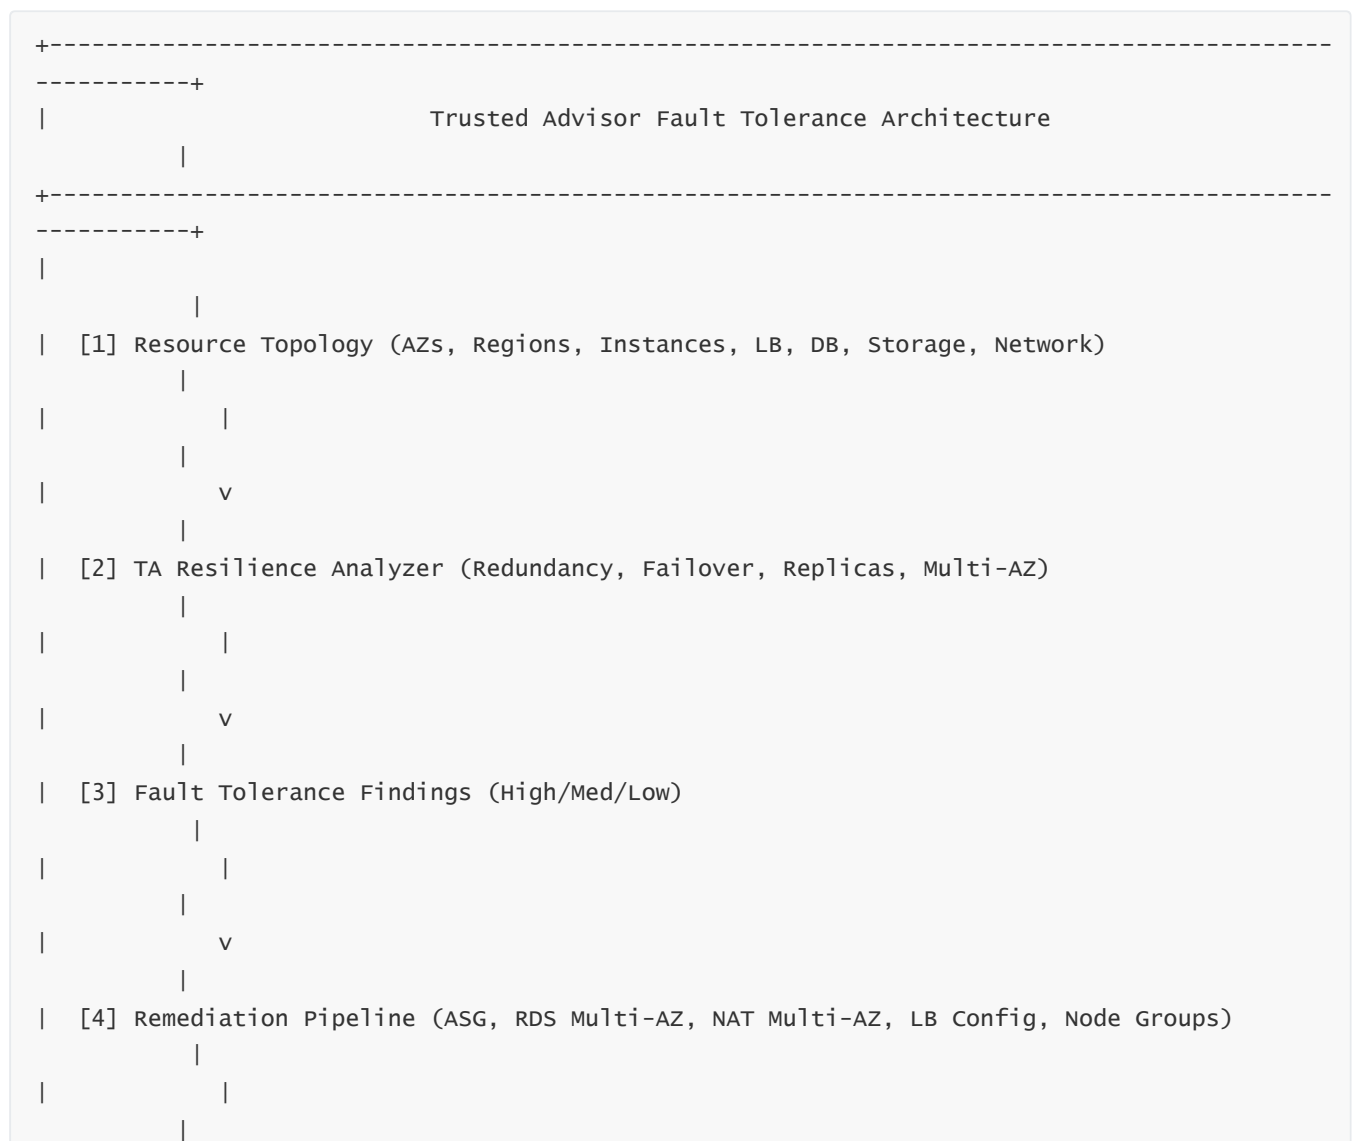 +-------------------------------------------------------------------------------------------
-----------+
|                           Trusted Advisor Fault Tolerance Architecture
          |
+-------------------------------------------------------------------------------------------
-----------+
|
           |
|  [1] Resource Topology (AZs, Regions, Instances, LB, DB, Storage, Network)
          |
|            |
          |
|            v
          |
|  [2] TA Resilience Analyzer (Redundancy, Failover, Replicas, Multi-AZ)
          |
|            |
          |
|            v
          |
|  [3] Fault Tolerance Findings (High/Med/Low)
           |
|            |
          |
|            v
          |
|  [4] Remediation Pipeline (ASG, RDS Multi-AZ, NAT Multi-AZ, LB Config, Node Groups)
           |
|            |
          |